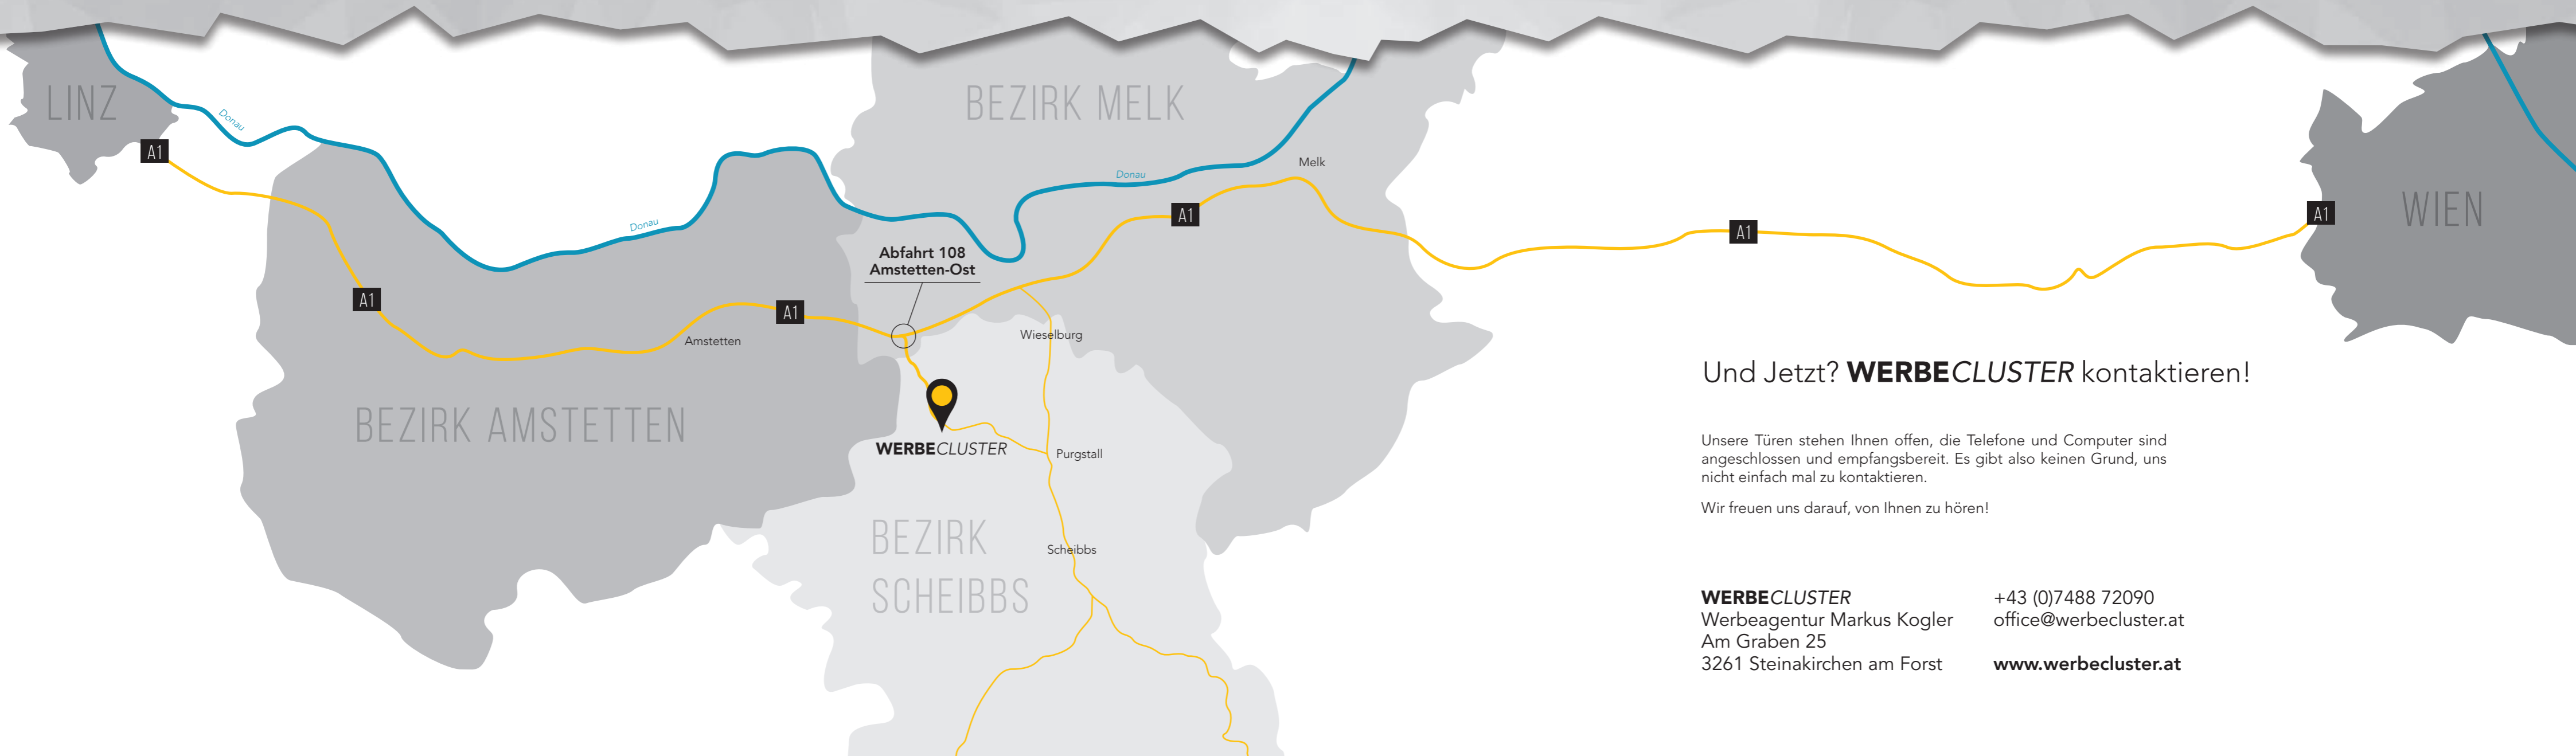 LINZ
A1
Donau
BEZIRK MELK
Donau
Melk
A1
Donau
A1
A1
WIEN
Abfahrt 108
Amstetten-Ost
A1
A1
Amstetten
Wieselburg
BEZIRK AMSTETTEN
WERBECLUSTER
Purgstall
BEZIRK
SCHEIBBS
Scheibbs
Und Jetzt? WERBECLUSTER kontaktieren!
Unsere Türen stehen Ihnen offen, die Telefone und Computer sind
angeschlossen und empfangsbereit. Es gibt also keinen Grund, uns
nicht einfach mal zu kontaktieren.
Wir freuen uns darauf, von Ihnen zu hören!
WERBECLUSTER
Werbeagentur Markus Kogler
Am Graben 25
3261 Steinakirchen am Forst
+43 (0)7488 72090
office@werbecluster.at
www.werbecluster.at